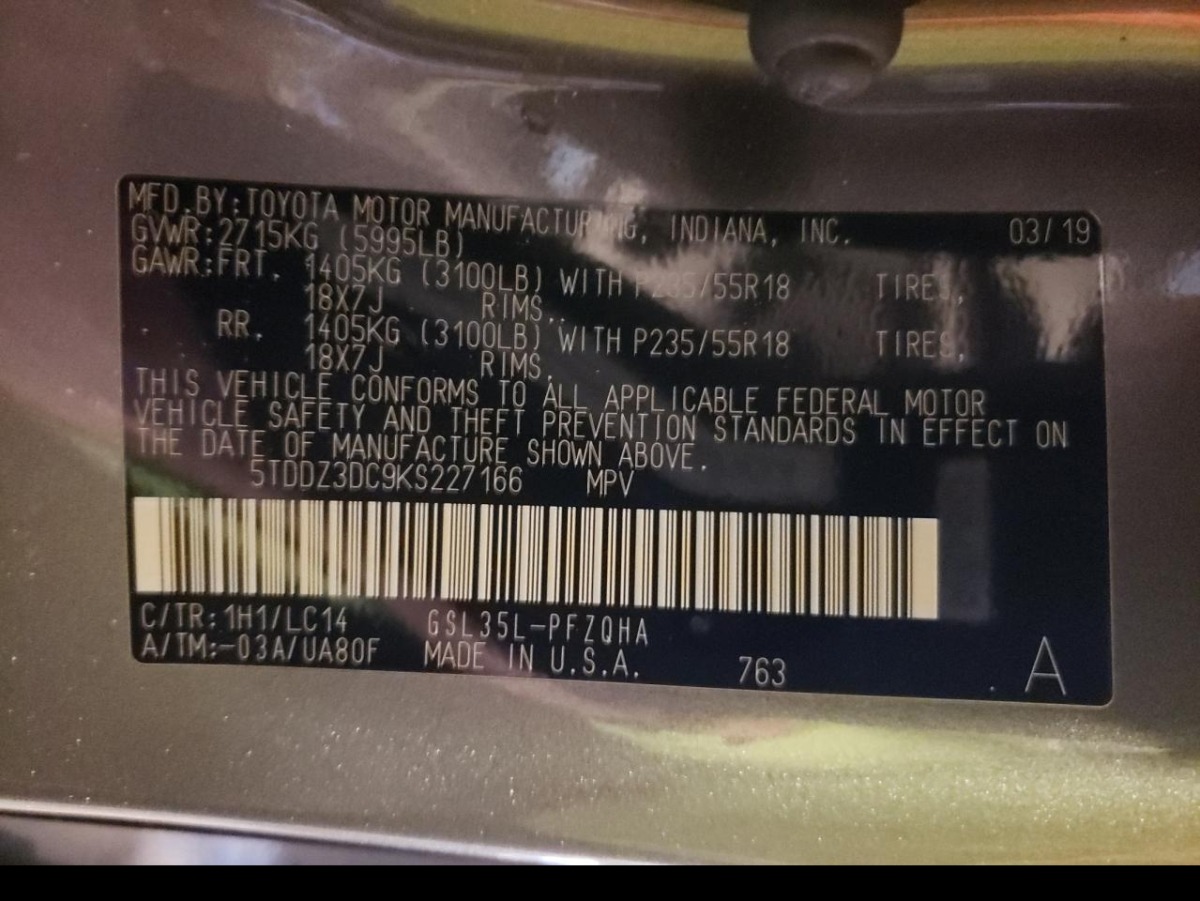 MFD.BY:TOYOTA MOTOR MANUFACTURING, INDIANA, INC. 03/19
GVWR:2715KG (5995LB)
GAWR:FRT. 1405KG (3100LB) WITH P235/55R18 TIRES,
18X7J RIMS..
RR. 1405KG (3100LB) WITH P235/55R18 TIRES,
18X7J RIMS.
THIS VEHICLE CONFORMS TO ALL APPLICABLE FEDERAL MOTOR
VEHICLE SAFETY AND THEFT PREVENTION STANDARDS IN EFFECT ON
THE DATE OF MANUFACTURE SHOWN ABOVE.
5TDDZ3DC9KS227166 MPV
C/TR:1H1/LC14 GSL35L-PFZQHA
A/TM:-03A/UA80F MADE IN U.S.A. 763 A